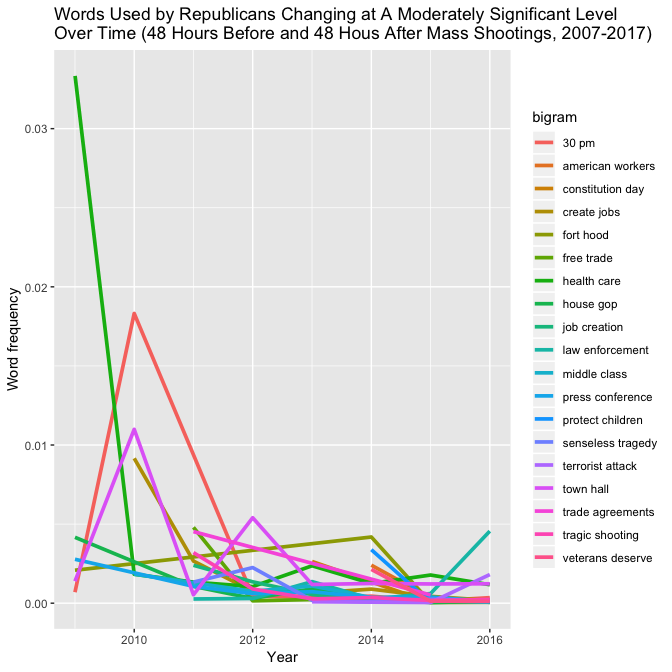 Words Used by Republicans Changing at A Moderately Significant Level
Over Time (48 Hours Before and 48 Hous After Mass Shootings, 2007-2017)
bigram
30 pm
american workers
constitution day
create jobs
fort hood
free trade
health care
house gop
job creation
law enforcement
middle class
press conference
protect children
senseless tragedy
terrorist attack
town hall
trade agreements
tragic shooting
veterans deserve
Word frequency
0.03
0.02
0.01
0.00
2010
2012
2014
2016
Year